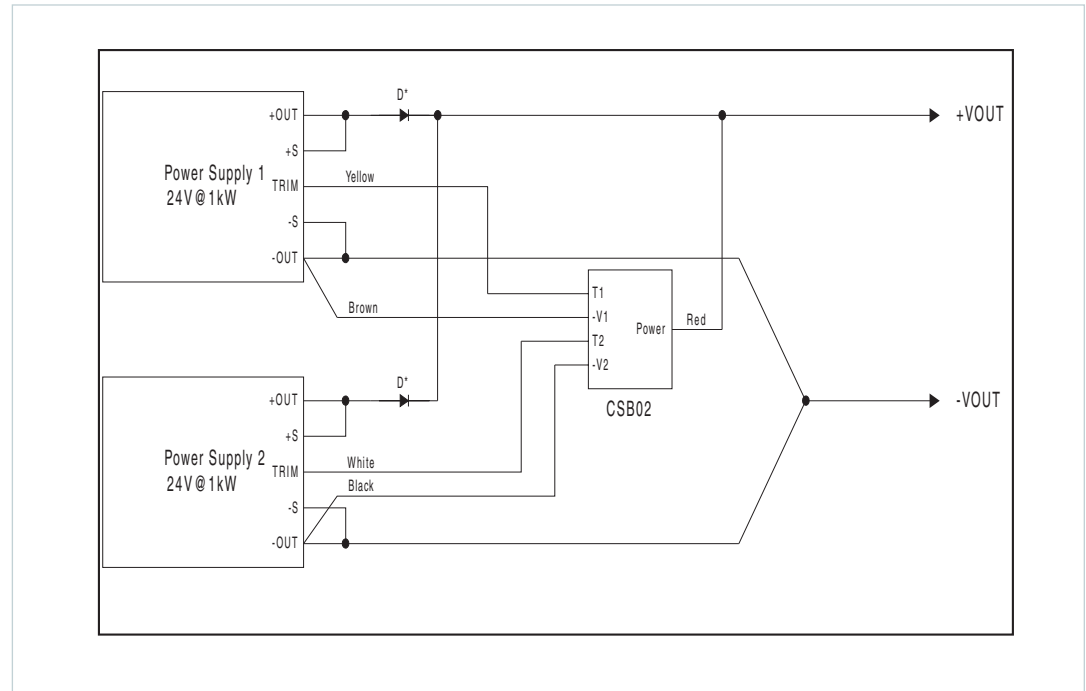 D*
+OUT
+VOUT
+S
Power Supply 1
24V@1kW
TRIM
Yellow
-S
-OUT
T1
Brown
-V1
Power
Red
T2
-V2
D*
+OUT
CSB02
-VOUT
+S
Power Supply 2
24V@1kW
White
TRIM
Black
-S
-OUT